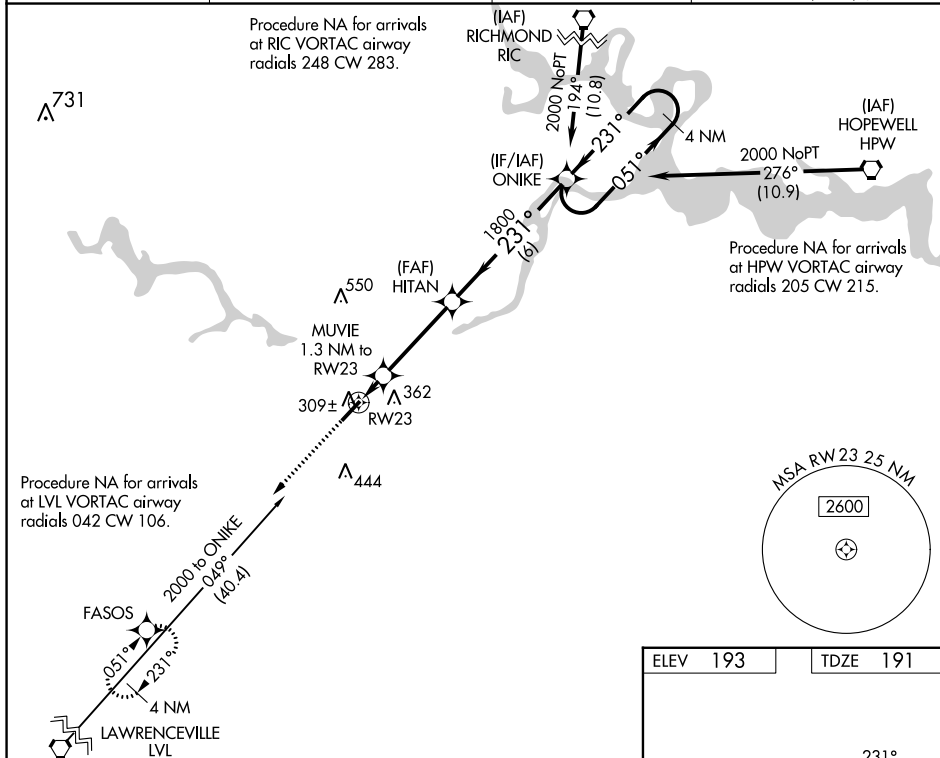 Procedure NA for arrivals
at RIC VORTAC airway
radials 248 CW 283.
(IAF)
RICHMOND
RIC
731
2000 NoPT
194°
(10.8)
231°
051°
4 NM
(IAF)
HOPEWELL
HPW
2000 NoPT
276°
(10.9)
(IF/IAF)
ONIKE
1800
231°
(6)
Procedure NA for arrivals
at HPW VORTAC airway
radials 205 CW 215.
(FAF)
HITAN
550
MUVIE
1.3 NM to
RW23
309±
362
RW23
444
Procedure NA for arrivals
at LVL VORTAC airway
radials 042 CW 106.
MSA RW23 25 NM
2600
2000 to ONIKE
049°
(40.4)
FASOS
051°
231°
4 NM
LAWRENCEVILLE
LVL
ELEV 193
TDZE 191
231°